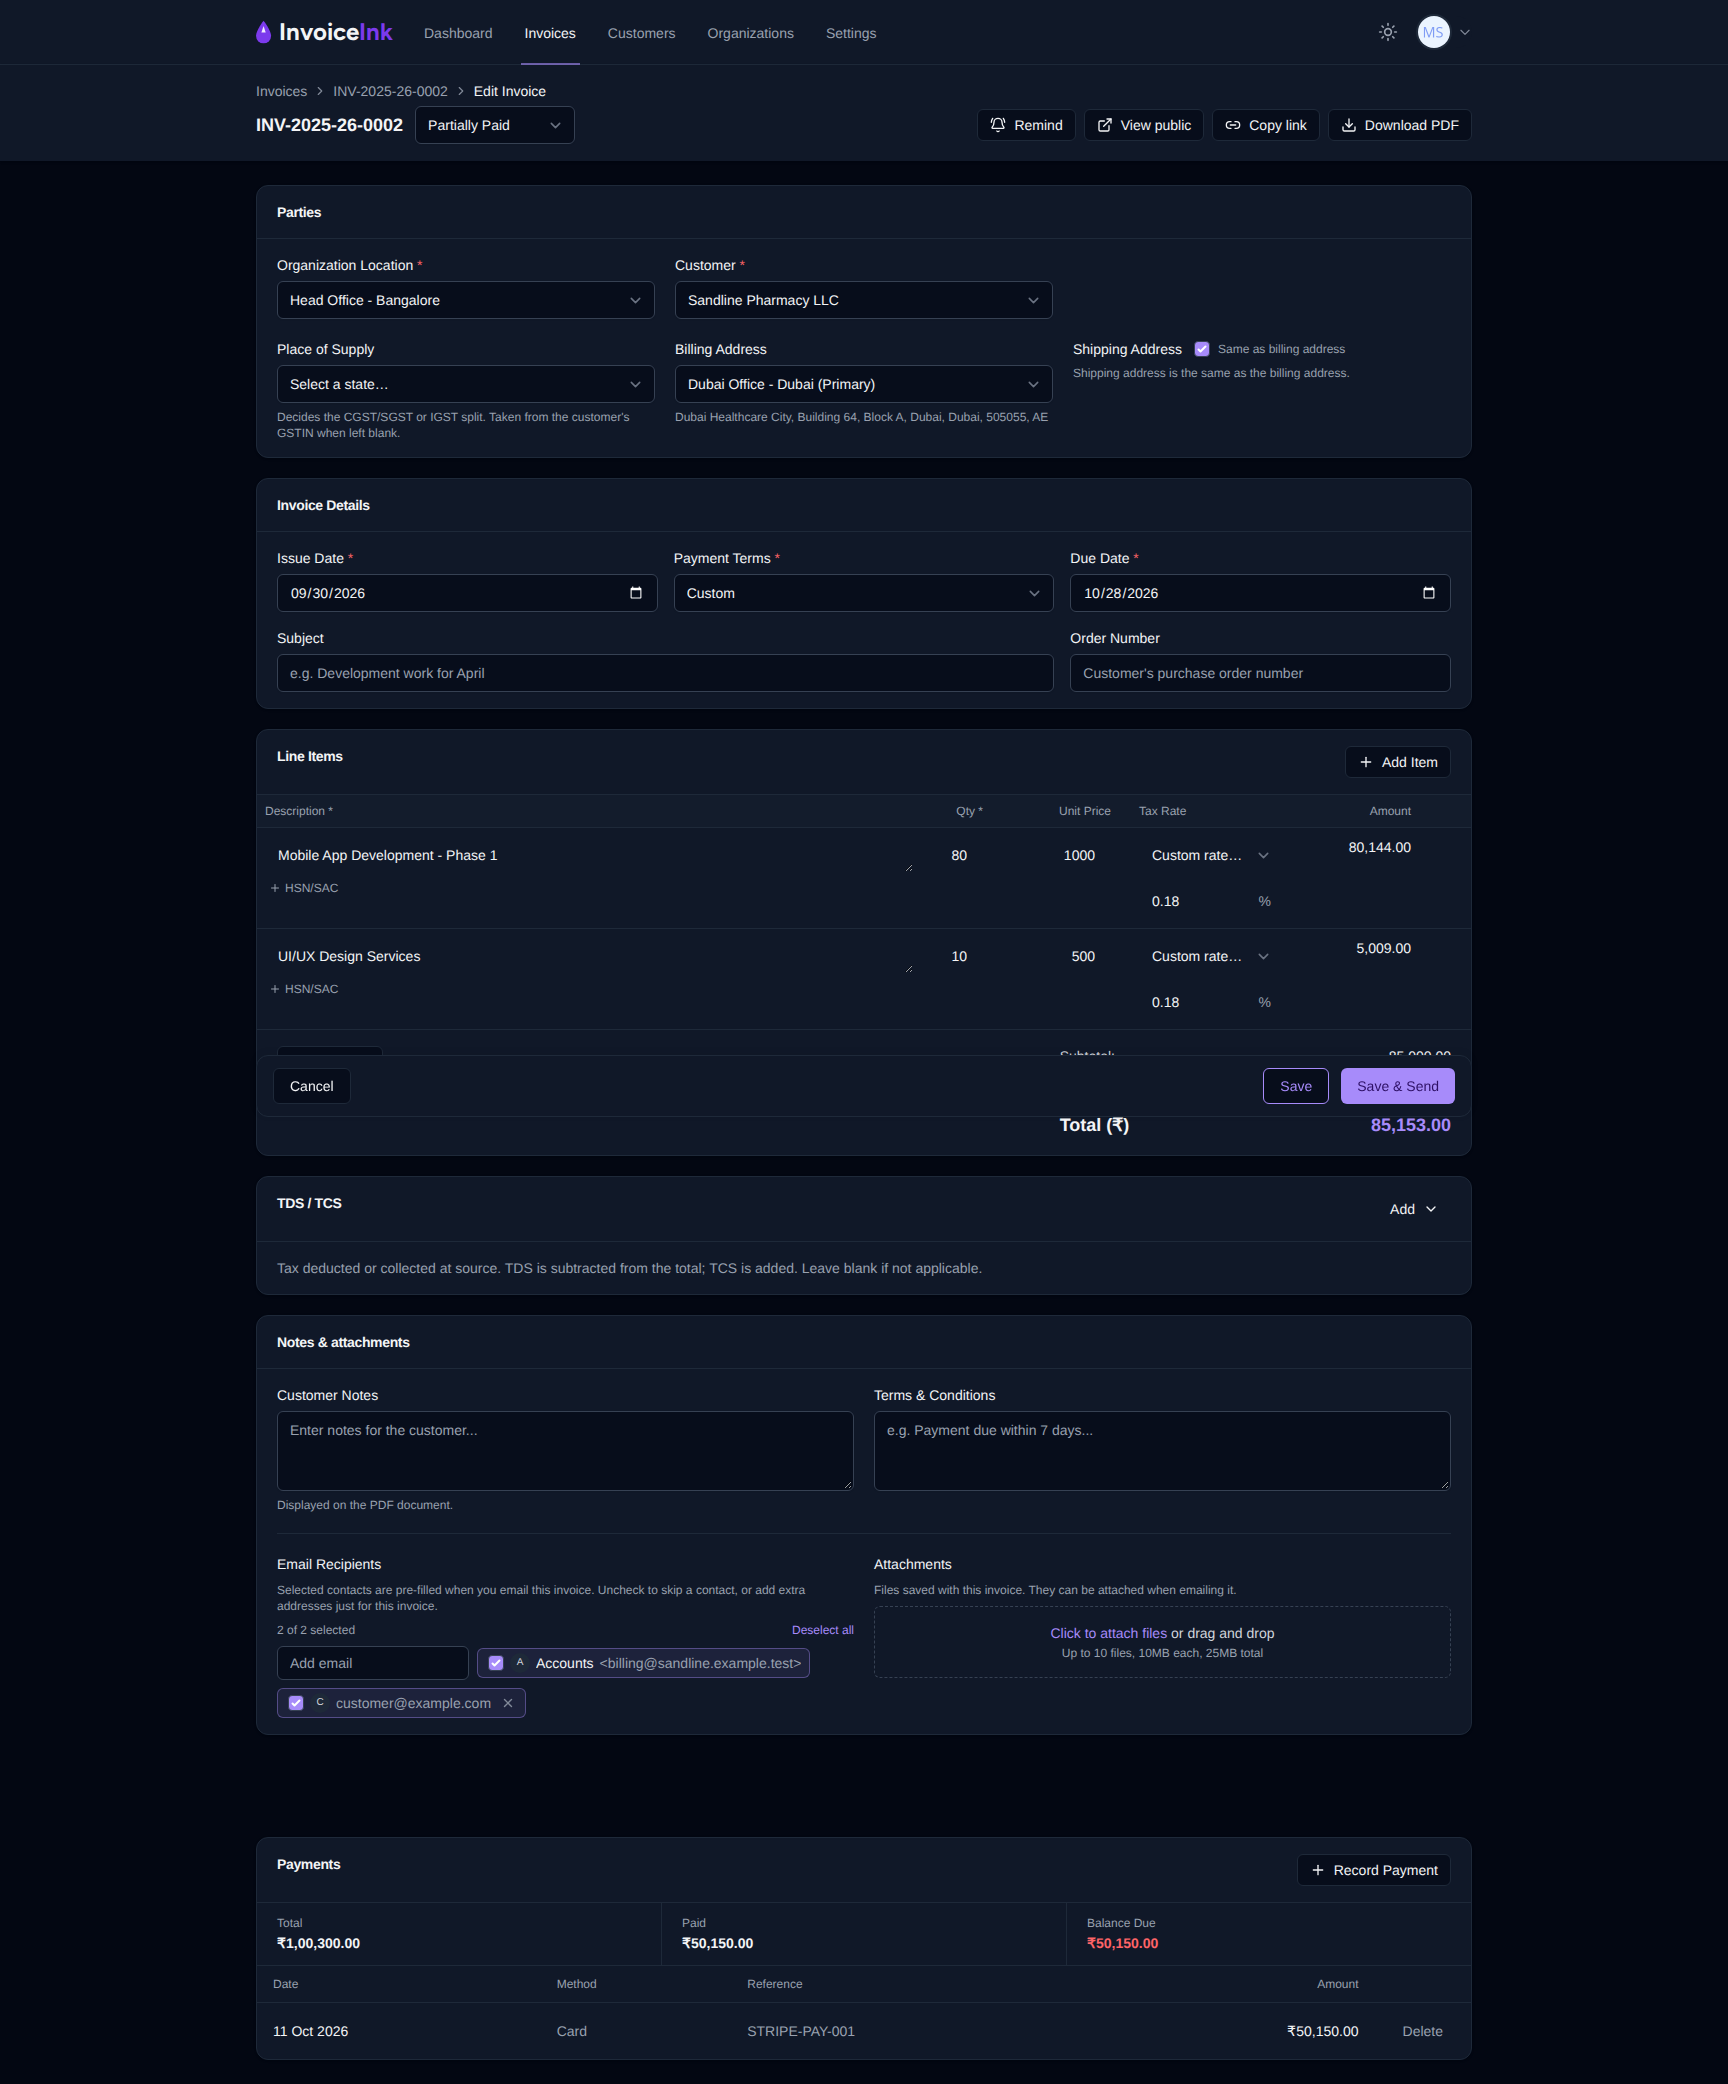 InvoiceInk
Dashboard
Invoices
Customers
Organizations
Settings
MS
Invoices > INV-2025-26-0002 > Edit Invoice
INV-2025-26-0002
Partially Paid
Remind
View public
Copy link
Download PDF
Parties
Organization Location *
Customer *
Head Office - Bangalore
Sandline Pharmacy LLC
Place of Supply
Billing Address
Shipping Address
Same as billing address
Select a state…
Dubai Office - Dubai (Primary)
Shipping address is the same as the billing address.
Decides the CGST/SGST or IGST split. Taken from the customer's
GSTIN when left blank.
Dubai Healthcare City, Building 64, Block A, Dubai, Dubai, 505055, AE
Invoice Details
Issue Date *
Payment Terms *
Due Date *
09/30/2026
Custom
10/28/2026
Subject
Order Number
e.g. Development work for April
Customer's purchase order number
Line Items
+ Add Item
Description *
Qty *
Unit Price
Tax Rate
Amount
Mobile App Development - Phase 1
80
1000
Custom rate…
80,144.00
+ HSN/SAC
0.18 %
UI/UX Design Services
10
500
Custom rate…
5,009.00
+ HSN/SAC
0.18 %
Subtotal:
85,000.00
Cancel
Save
Save & Send
Total (₹)
85,153.00
TDS / TCS
Add
Tax deducted or collected at source. TDS is subtracted from the total; TCS is added. Leave blank if not applicable.
Notes & attachments
Customer Notes
Terms & Conditions
Enter notes for the customer...
e.g. Payment due within 7 days...
Displayed on the PDF document.
Email Recipients
Attachments
Selected contacts are pre-filled when you email this invoice. Uncheck to skip a contact, or add extra
addresses just for this invoice.
Files saved with this invoice. They can be attached when emailing it.
2 of 2 selected
Deselect all
Click to attach files or drag and drop
Up to 10 files, 10MB each, 25MB total
Add email
A Accounts <billing@sandline.example.test>
C customer@example.com
Payments
+ Record Payment
Total
Paid
Balance Due
₹1,00,300.00
₹50,150.00
₹50,150.00
Date
Method
Reference
Amount
11 Oct 2026
Card
STRIPE-PAY-001
₹50,150.00
Delete